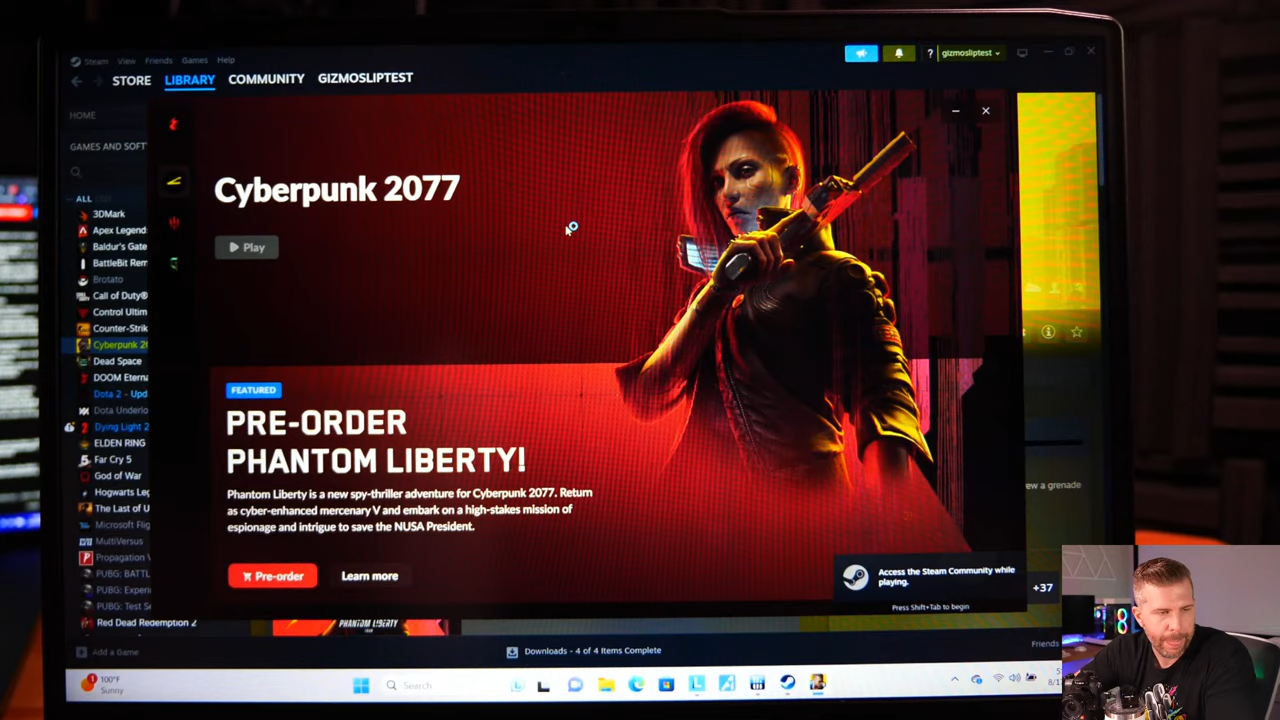 Steam View Friends Games Help
? gizmosliptest
STORE LIBRARY COMMUNITY GIZMOSLIPTEST
HOME
GAMES AND SOFT
ALL
3DMark
Apex Legends
Baldur's Gate
BattleBit Rem
Brotato
Call of Duty®
Control Ultim
Counter-Strik
Cyberpunk 20
Dead Space
DOOM Eterna
Dota 2 - Upd
Dota Underlo
Dying Light 2
ELDEN RING
Far Cry 5
God of War
Hogwarts Leg
The Last of U
Microsoft Fli
MultiVersus
Propagation V
PUBG: BATTL
PUBG: Experi
PUBG: Test Se
Red Dead Redemption 2
Add a Game
Cyberpunk 2077
Play
FEATURED
PRE-ORDER
PHANTOM LIBERTY!
Phantom Liberty is a new spy-thriller adventure for Cyberpunk 2077. Return
as cyber-enhanced mercenary V and embark on a high-stakes mission of
espionage and intrigue to save the NUSA President.
Pre-order Learn more
ew a grenade
Access the Steam Community while
playing.
Press Shift+Tab to begin
+37
PHANTOM LIBERTY
Downloads - 4 of 4 Items Complete
Friends
1
100°F
Sunny
Search